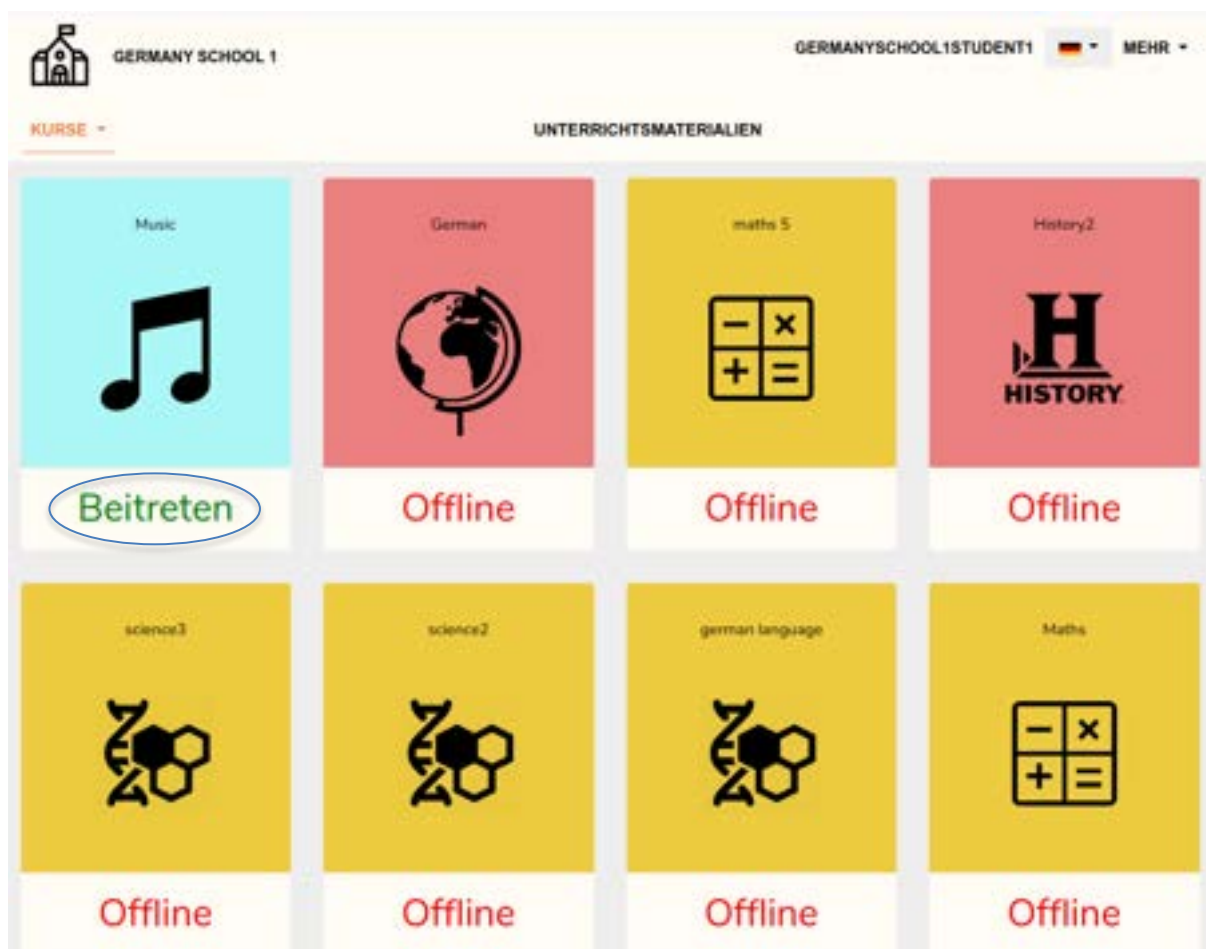 GERMANY SCHOOL 1
GERMANYSCHOOL1STUDENT1
MEHR
KURSE
UNTERRICHTSMATERIALIEN
Music
German
maths 5
History2
H
HISTORY
Beitreten
Offline
Offline
Offline
science3
science2
german language
Maths
Offline
Offline
Offline
Offline